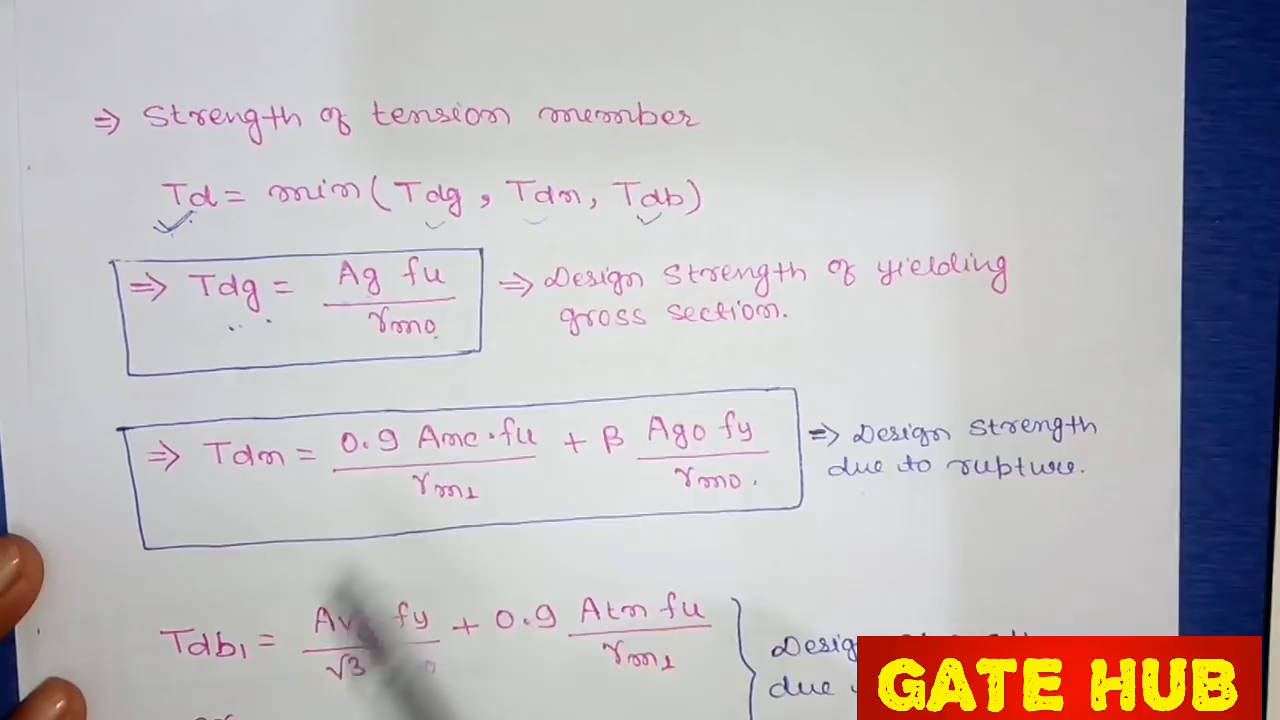 ⇒ Strength of tension member
Td = min(Tdg, Tdn, Tdb)
⇒ Tdg = Ag fu / γm0 ⇒ Design strength of yielding
gross section.
⇒ Tdn = 0.9 Anc·fu / γm1 + β Ago fy / γm0. ⇒ Design strength
due to rupture.
Tdb1 = fy / √3 + 0.9 Atn fu / γm1
due
GATE HUB